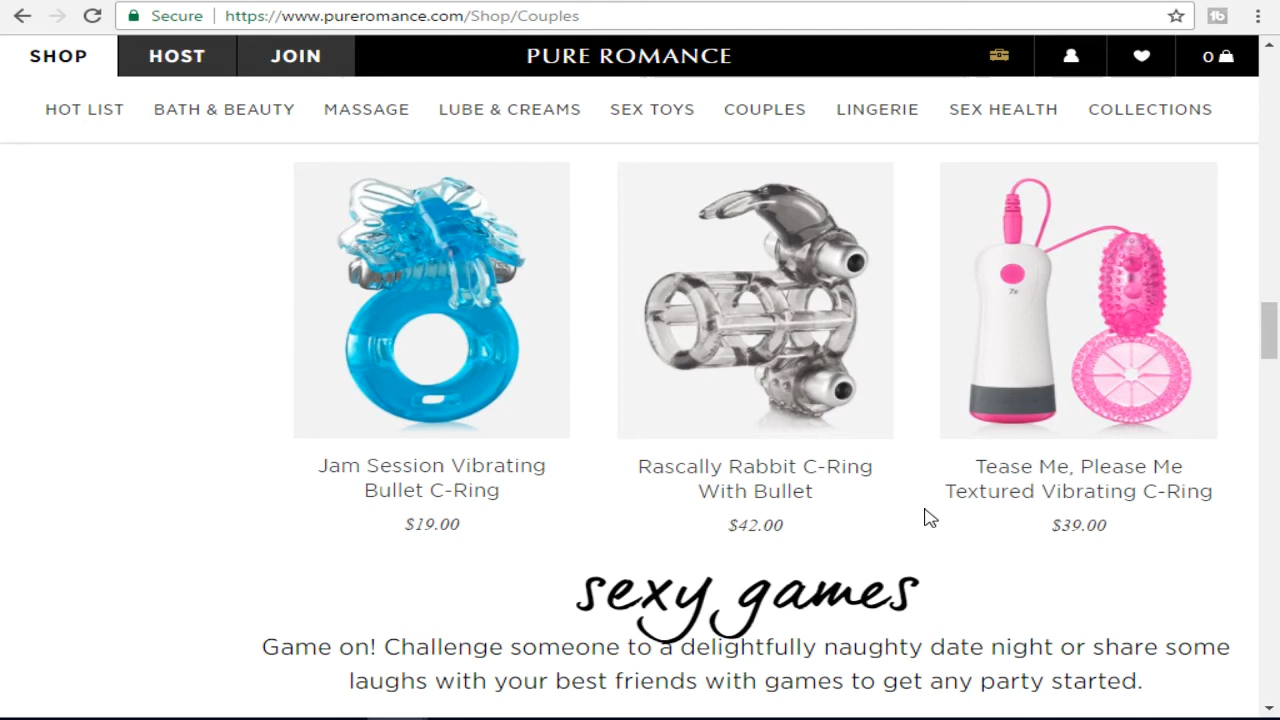 Secure https://www.pureromance.com/Shop/Couples
SHOP HOST JOIN PURE ROMANCE 0
HOT LIST BATH & BEAUTY MASSAGE LUBE & CREAMS SEX TOYS COUPLES LINGERIE SEX HEALTH COLLECTIONS
7x
Jam Session Vibrating
Bullet C-Ring
$19.00
Rascally Rabbit C-Ring
With Bullet
$42.00
Tease Me, Please Me
Textured Vibrating C-Ring
$39.00
sexy games
Game on! Challenge someone to a delightfully naughty date night or share some
laughs with your best friends with games to get any party started.